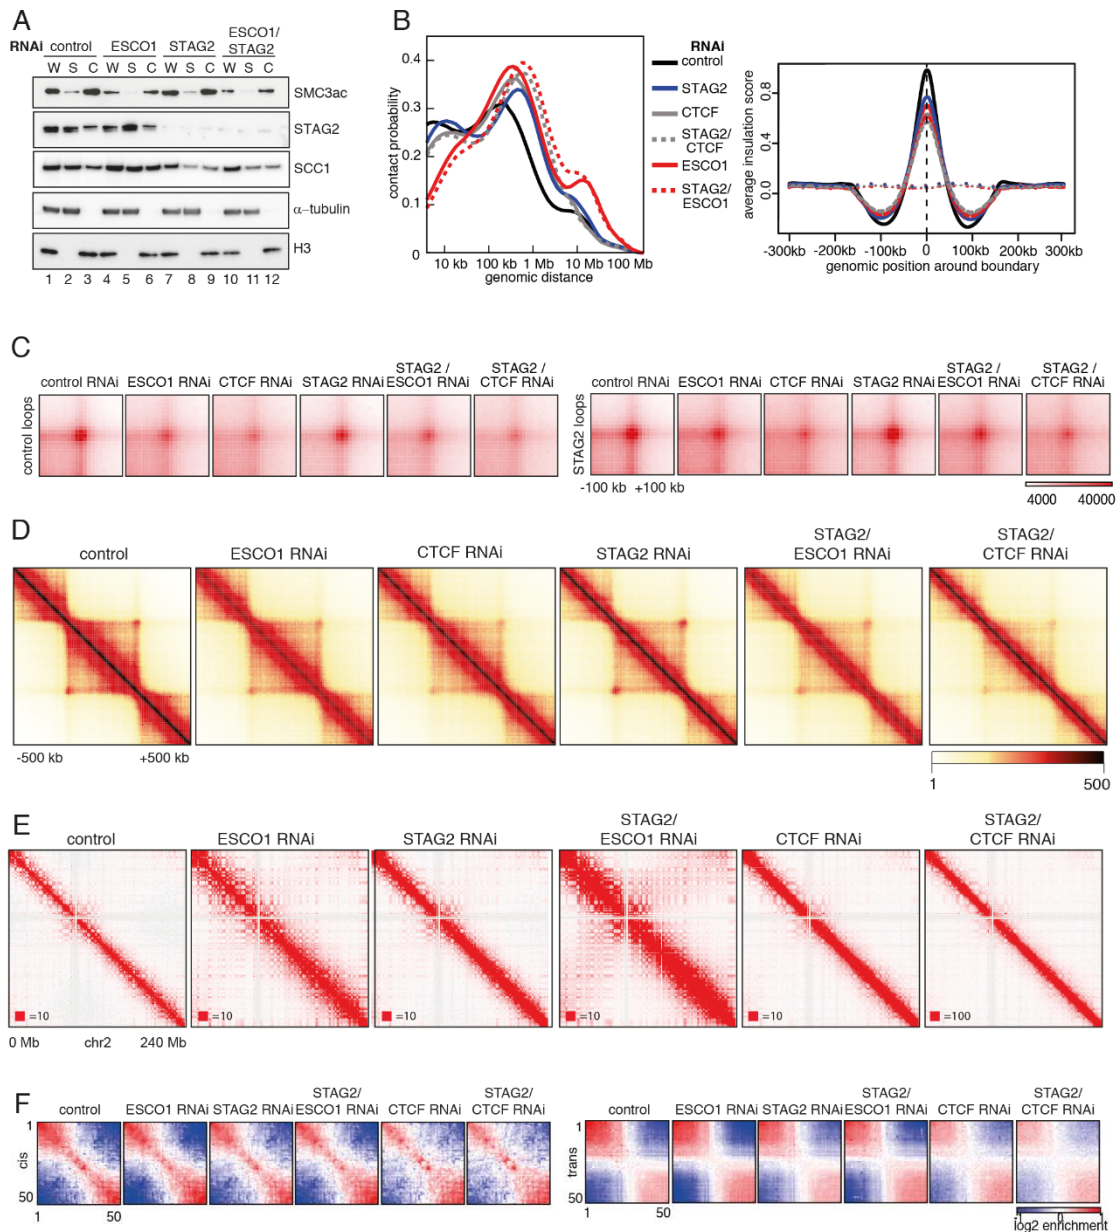 A
RNAi control ESCO1 STAG2 ESCO1/
STAG2
W S C W S C W S C W S C
SMC3ac
STAG2
SCC1
α-tubulin
H3
1 2 3 4 5 6 7 8 9 10 11 12
B
0.4
0.3
0.2
0.1
0
contact probability
10 kb 100 kb 1 Mb 10 Mb 100 Mb
genomic distance
RNAi
control
STAG2
CTCF
STAG2/
CTCF
ESCO1
STAG2/
ESCO1
average insulation score
0.8
0.4
0.0
-300kb -200kb -100kb 0 100kb 200kb 300kb
genomic position around boundary
C
control RNAi ESCO1 RNAi CTCF RNAi STAG2 RNAi STAG2/
ESCO1 RNAi STAG2/
CTCF RNAi
control loops
control RNAi ESCO1 RNAi CTCF RNAi STAG2 RNAi STAG2/
ESCO1 RNAi STAG2/
CTCF RNAi
STAG2 loops
-100 kb +100 kb
4000 40000
D
control ESCO1 RNAi CTCF RNAi STAG2 RNAi STAG2/
ESCO1 RNAi STAG2/
CTCF RNAi
-500 kb +500 kb
1 500
E
control ESCO1 RNAi STAG2 RNAi STAG2/
ESCO1 RNAi CTCF RNAi STAG2/
CTCF RNAi
=10 =10 =10 =10 =10 =100
0 Mb chr2 240 Mb
F
control ESCO1 RNAi STAG2 RNAi STAG2/
ESCO1 RNAi CTCF RNAi STAG2/
CTCF RNAi
1
cis
50
1 50
control ESCO1 RNAi STAG2 RNAi STAG2/
ESCO1 RNAi CTCF RNAi STAG2/
CTCF RNAi
1
trans
50
1 50
-1 0 1
log2 enrichment